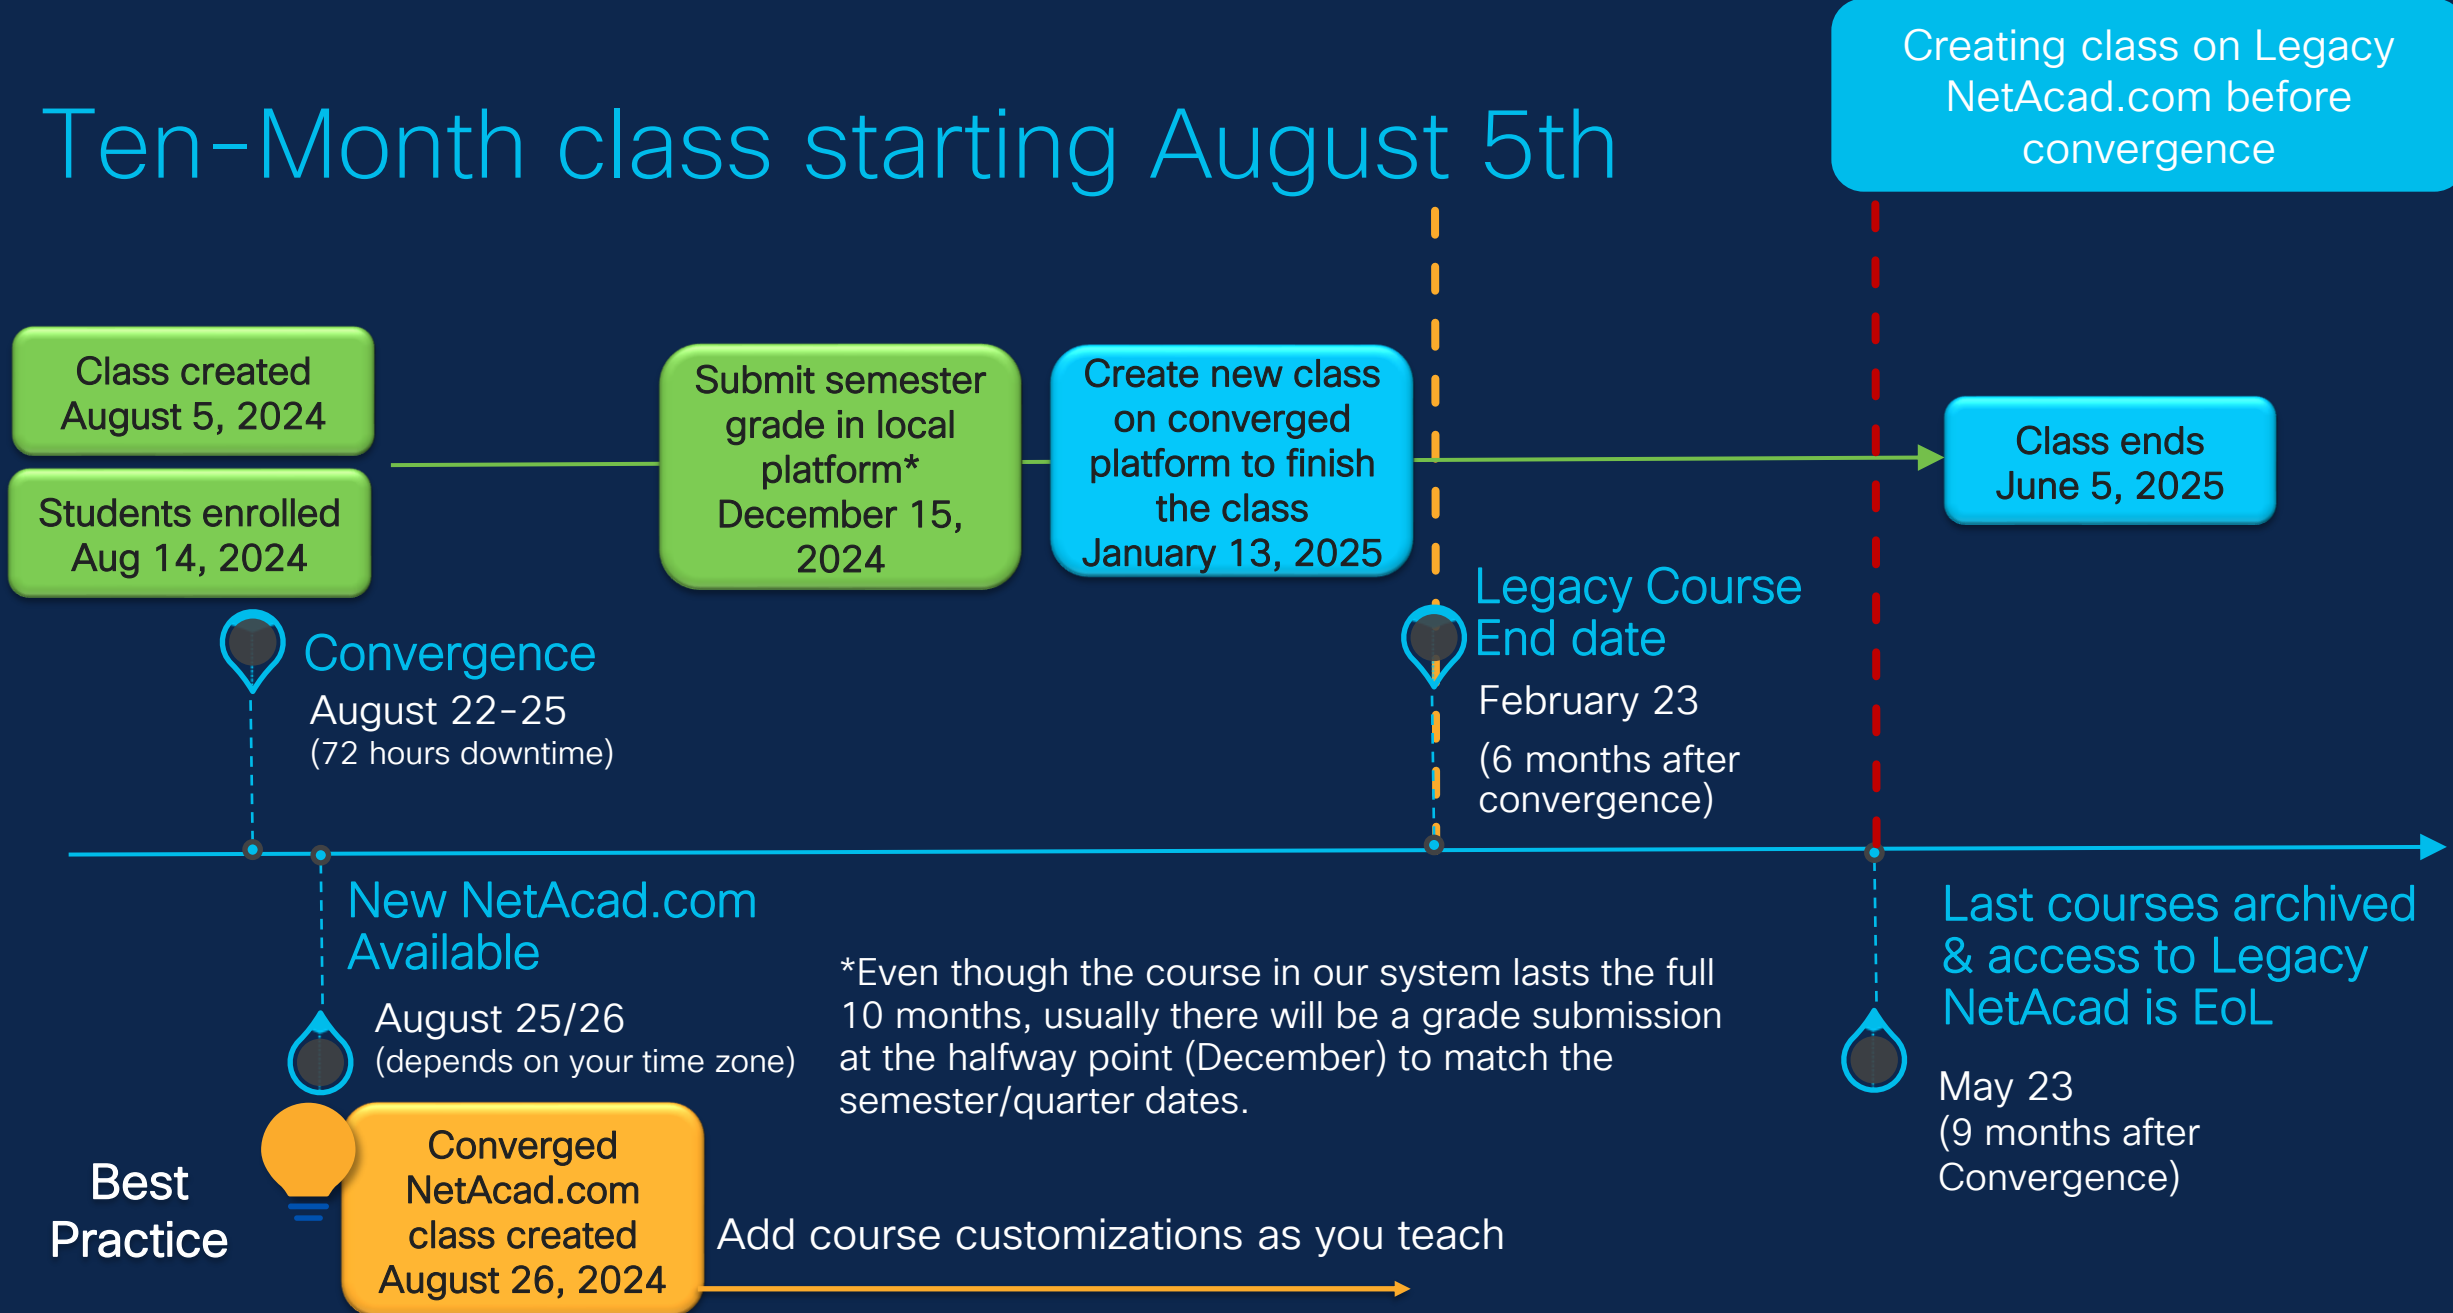 Creating class on Legacy
NetAcad.com before
convergence
Ten-Month class starting August 5th
Class created
August 5, 2024
Students enrolled
Aug 14, 2024
Submit semester
grade in local
platform*
December 15,
2024
Create new class
on converged
platform to finish
the class
January 13, 2025
Class ends
June 5, 2025
Convergence
August 22-25
(72 hours downtime)
Legacy Course
End date
February 23
(6 months after
convergence)
New NetAcad.com
Available
August 25/26
(depends on your time zone)
*Even though the course in our system lasts the full
10 months, usually there will be a grade submission
at the halfway point (December) to match the
semester/quarter dates.
Last courses archived
& access to Legacy
NetAcad is EoL
May 23
(9 months after
Convergence)
Best
Practice
Converged
NetAcad.com
class created
August 26, 2024
Add course customizations as you teach